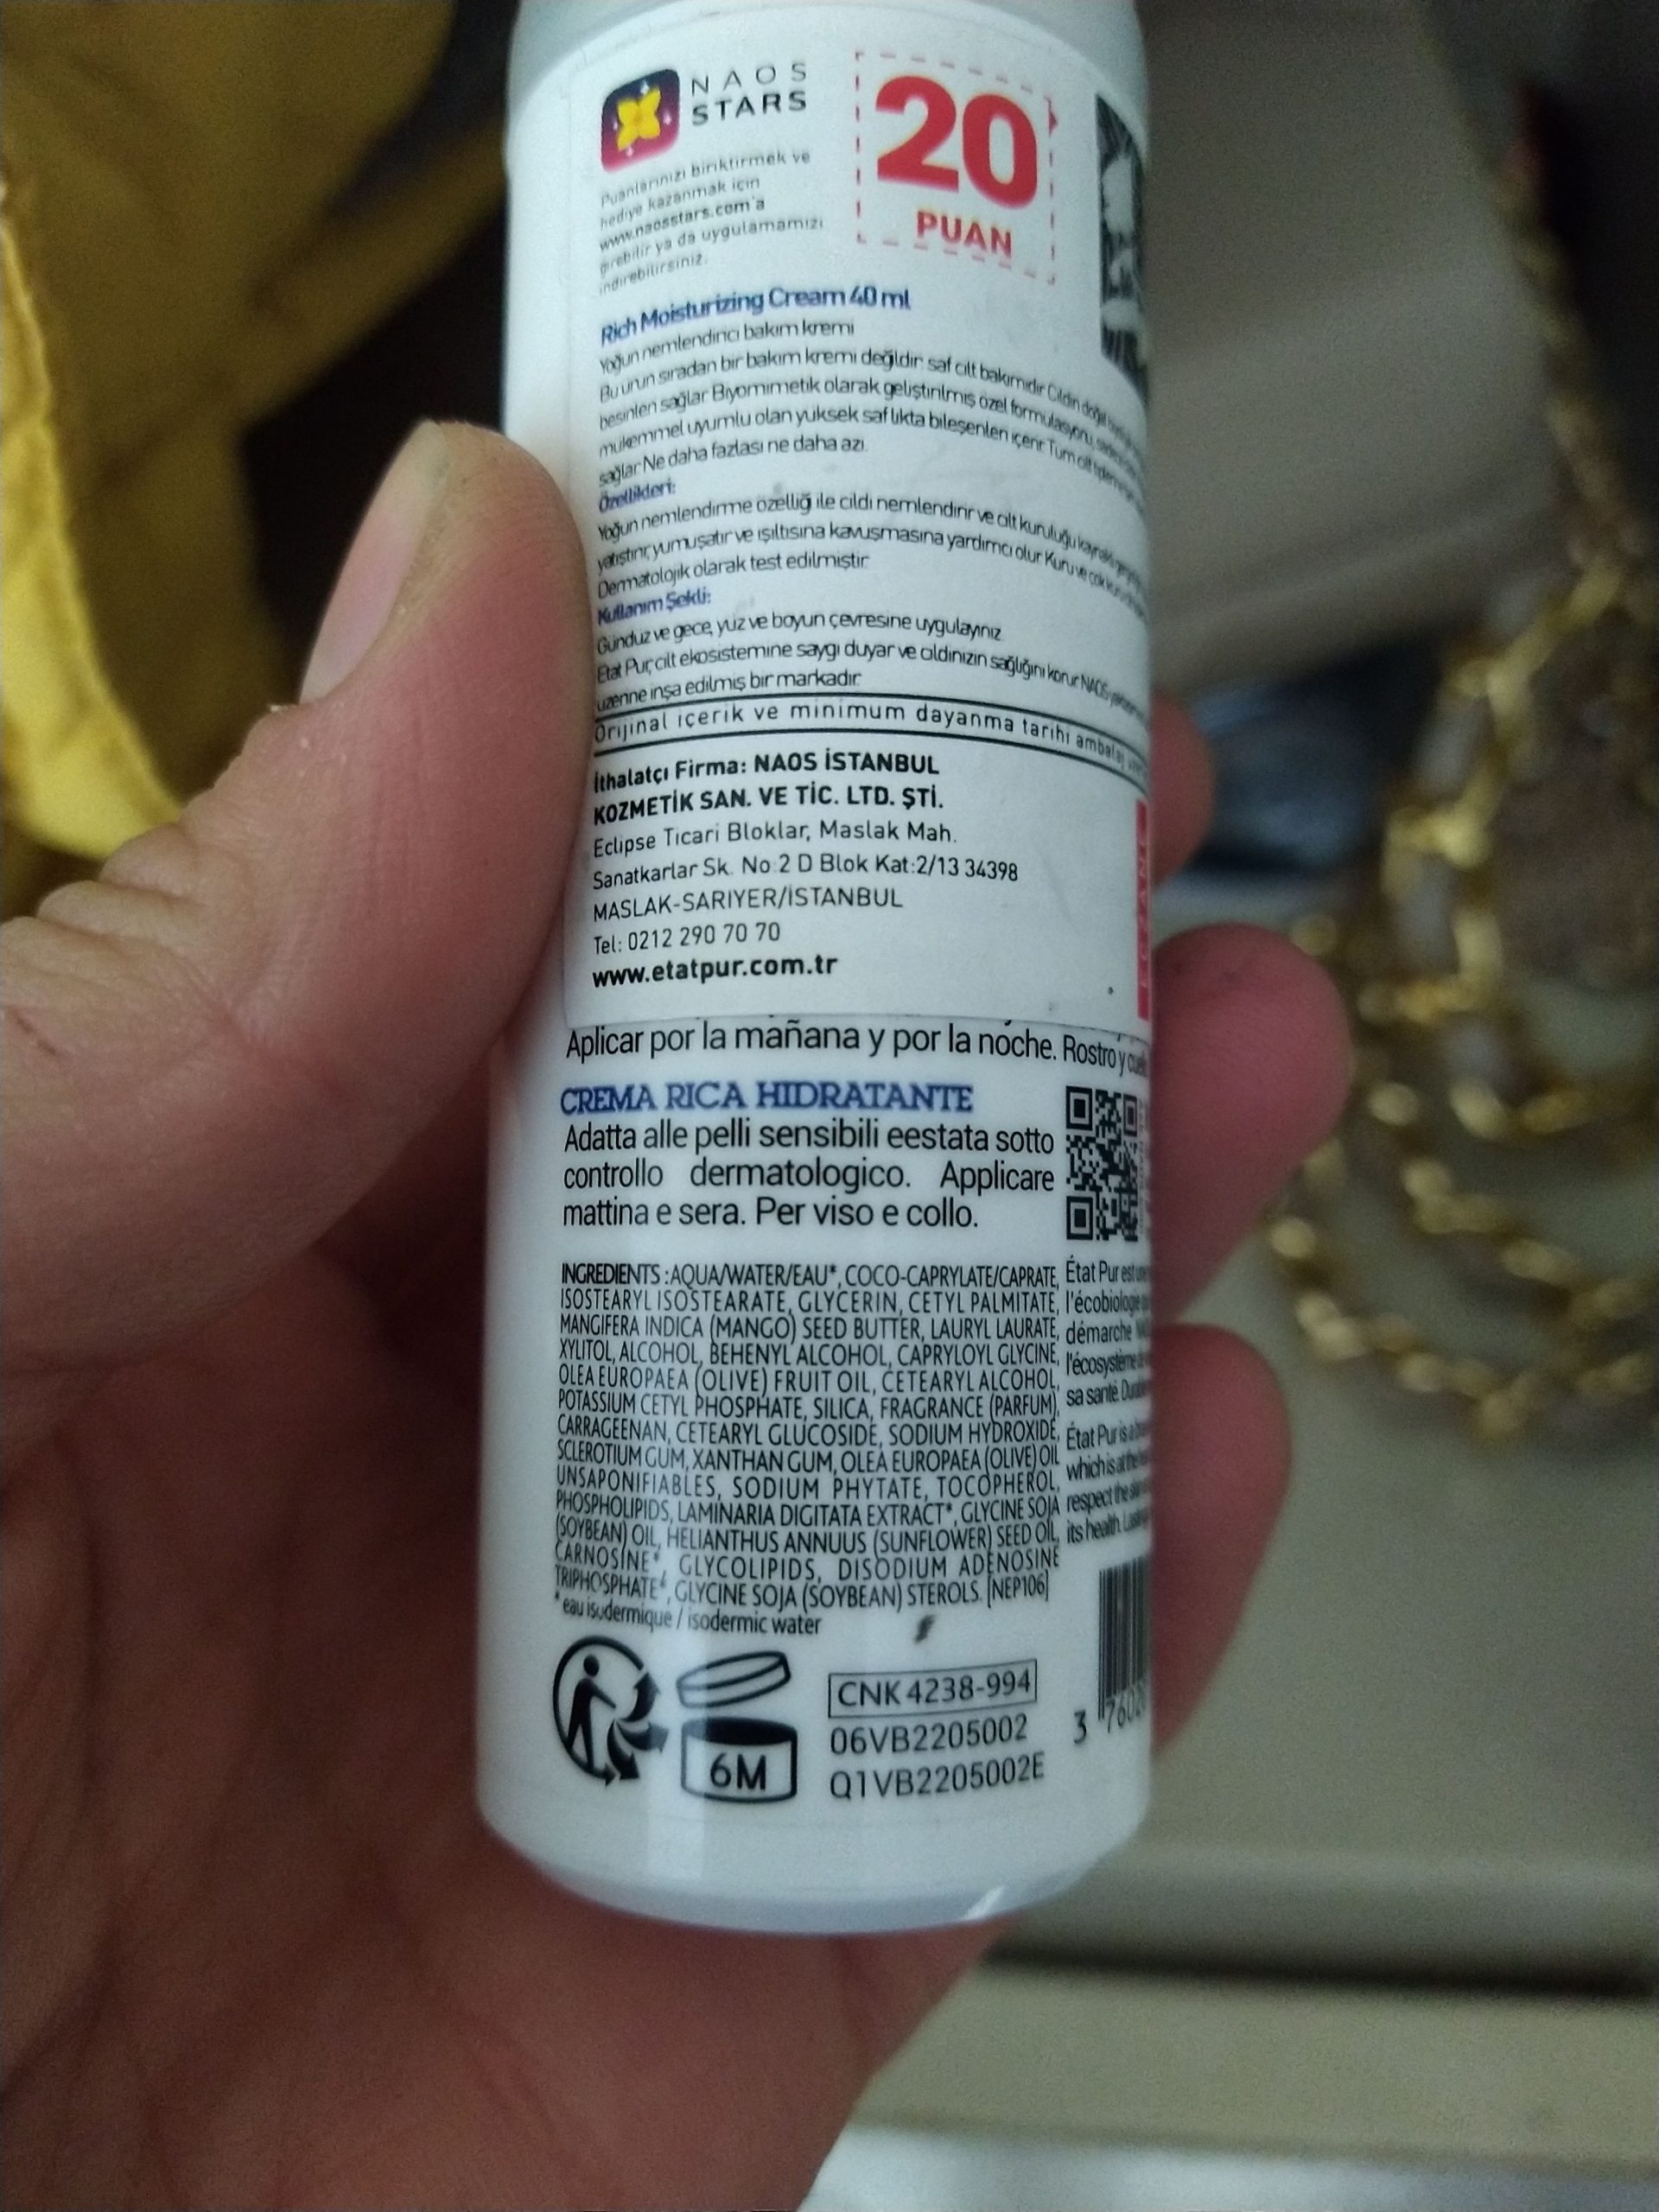 NAOS
STARS
20
PUAN
Puanlarınızı biriktirmek ve
hediye kazanmak için
www.naosstars.com'a
girebilir ya da uygulamamızı
indirebilirsiniz.
Rich Moisturizing Cream 40 ml
Yoğun nemlendirici bakım kremi
Bu ürün sıradan bir bakım kremi değildir: saf cilt bakımıdır Cildin doğal
besinleri sağlar Biyomimetik olarak geliştirilmiş özel formülasyonu,
mükemmel uyumlu olan yüksek saflıkta bileşenleri içerir Tüm cilt
sağlar Ne daha fazlası ne daha azı.
Özellikleri:
Yoğun nemlendirme özelliği ile cildi nemlendirir ve cilt kuruluğu
yatıştırır, yumuşatır ve ışıltısına kavuşmasına yardımcı olur Kuru ve çok kuru
Dermatolojik olarak test edilmiştir
Kullanım Şekli:
Gündüz ve gece, yüz ve boyun çevresine uygulayınız
Etat Pur, cilt ekosistemine saygı duyar ve cildinizin sağlığını korur NAOS
üzerine inşa edilmiş bir markadır
Orijinal içerik ve minimum dayanma tarihi ambalaj
İthalatçı Firma: NAOS İSTANBUL
KOZMETİK SAN. VE TİC. LTD. ŞTİ.
Eclipse Ticari Bloklar, Maslak Mah.
Sanatkarlar Sk. No:2 D Blok Kat:2/13 34398
MASLAK-SARIYER/İSTANBUL
Tel: 0212 290 70 70
www.etatpur.com.tr
Aplicar por la mañana y por la noche. Rostro y
CREMA RICA HIDRATANTE
Adatta alle pelli sensibili eestata sotto
controllo dermatologico. Applicare
mattina e sera. Per viso e collo.
INGREDIENTS :AQUA/WATER/EAU*, COCO-CAPRYLATE/CAPRATE,
ISOSTEARYL ISOSTEARATE, GLYCERIN, CETYL PALMITATE,
MANGIFERA INDICA (MANGO) SEED BUTTER, LAURYL LAURATE,
XYLITOL, ALCOHOL, BEHENYL ALCOHOL, CAPRYLOYL GLYCINE,
OLEA EUROPAEA (OLIVE) FRUIT OIL, CETEARYL ALCOHOL,
POTASSIUM CETYL PHOSPHATE, SILICA, FRAGRANCE (PARFUM),
CARRAGEENAN, CETEARYL GLUCOSIDE, SODIUM HYDROXIDE,
SCLEROTIUM GUM, XANTHAN GUM, OLEA EUROPAEA (OLIVE) OIL
UNSAPONIFIABLES, SODIUM PHYTATE, TOCOPHEROL,
PHOSPHOLIPIDS, LAMINARIA DIGITATA EXTRACT*, GLYCINE SOJA
(SOYBEAN) OIL, HELIANTHUS ANNUUS (SUNFLOWER) SEED OIL,
CARNOSINE*, GLYCOLIPIDS, DISODIUM ADENOSINE
TRIPHOSPHATE*, GLYCINE SOJA (SOYBEAN) STEROLS. [NEP106]
* eau isodermique / isodermic water
État Pur est une
l'écobiologie
démarche
l'écosystème
sa santé.
État Pur is a
which is at the
respect the skin
its health.
6M
CNK 4238-994
06VB2205002
Q1VB2205002E
3 7602